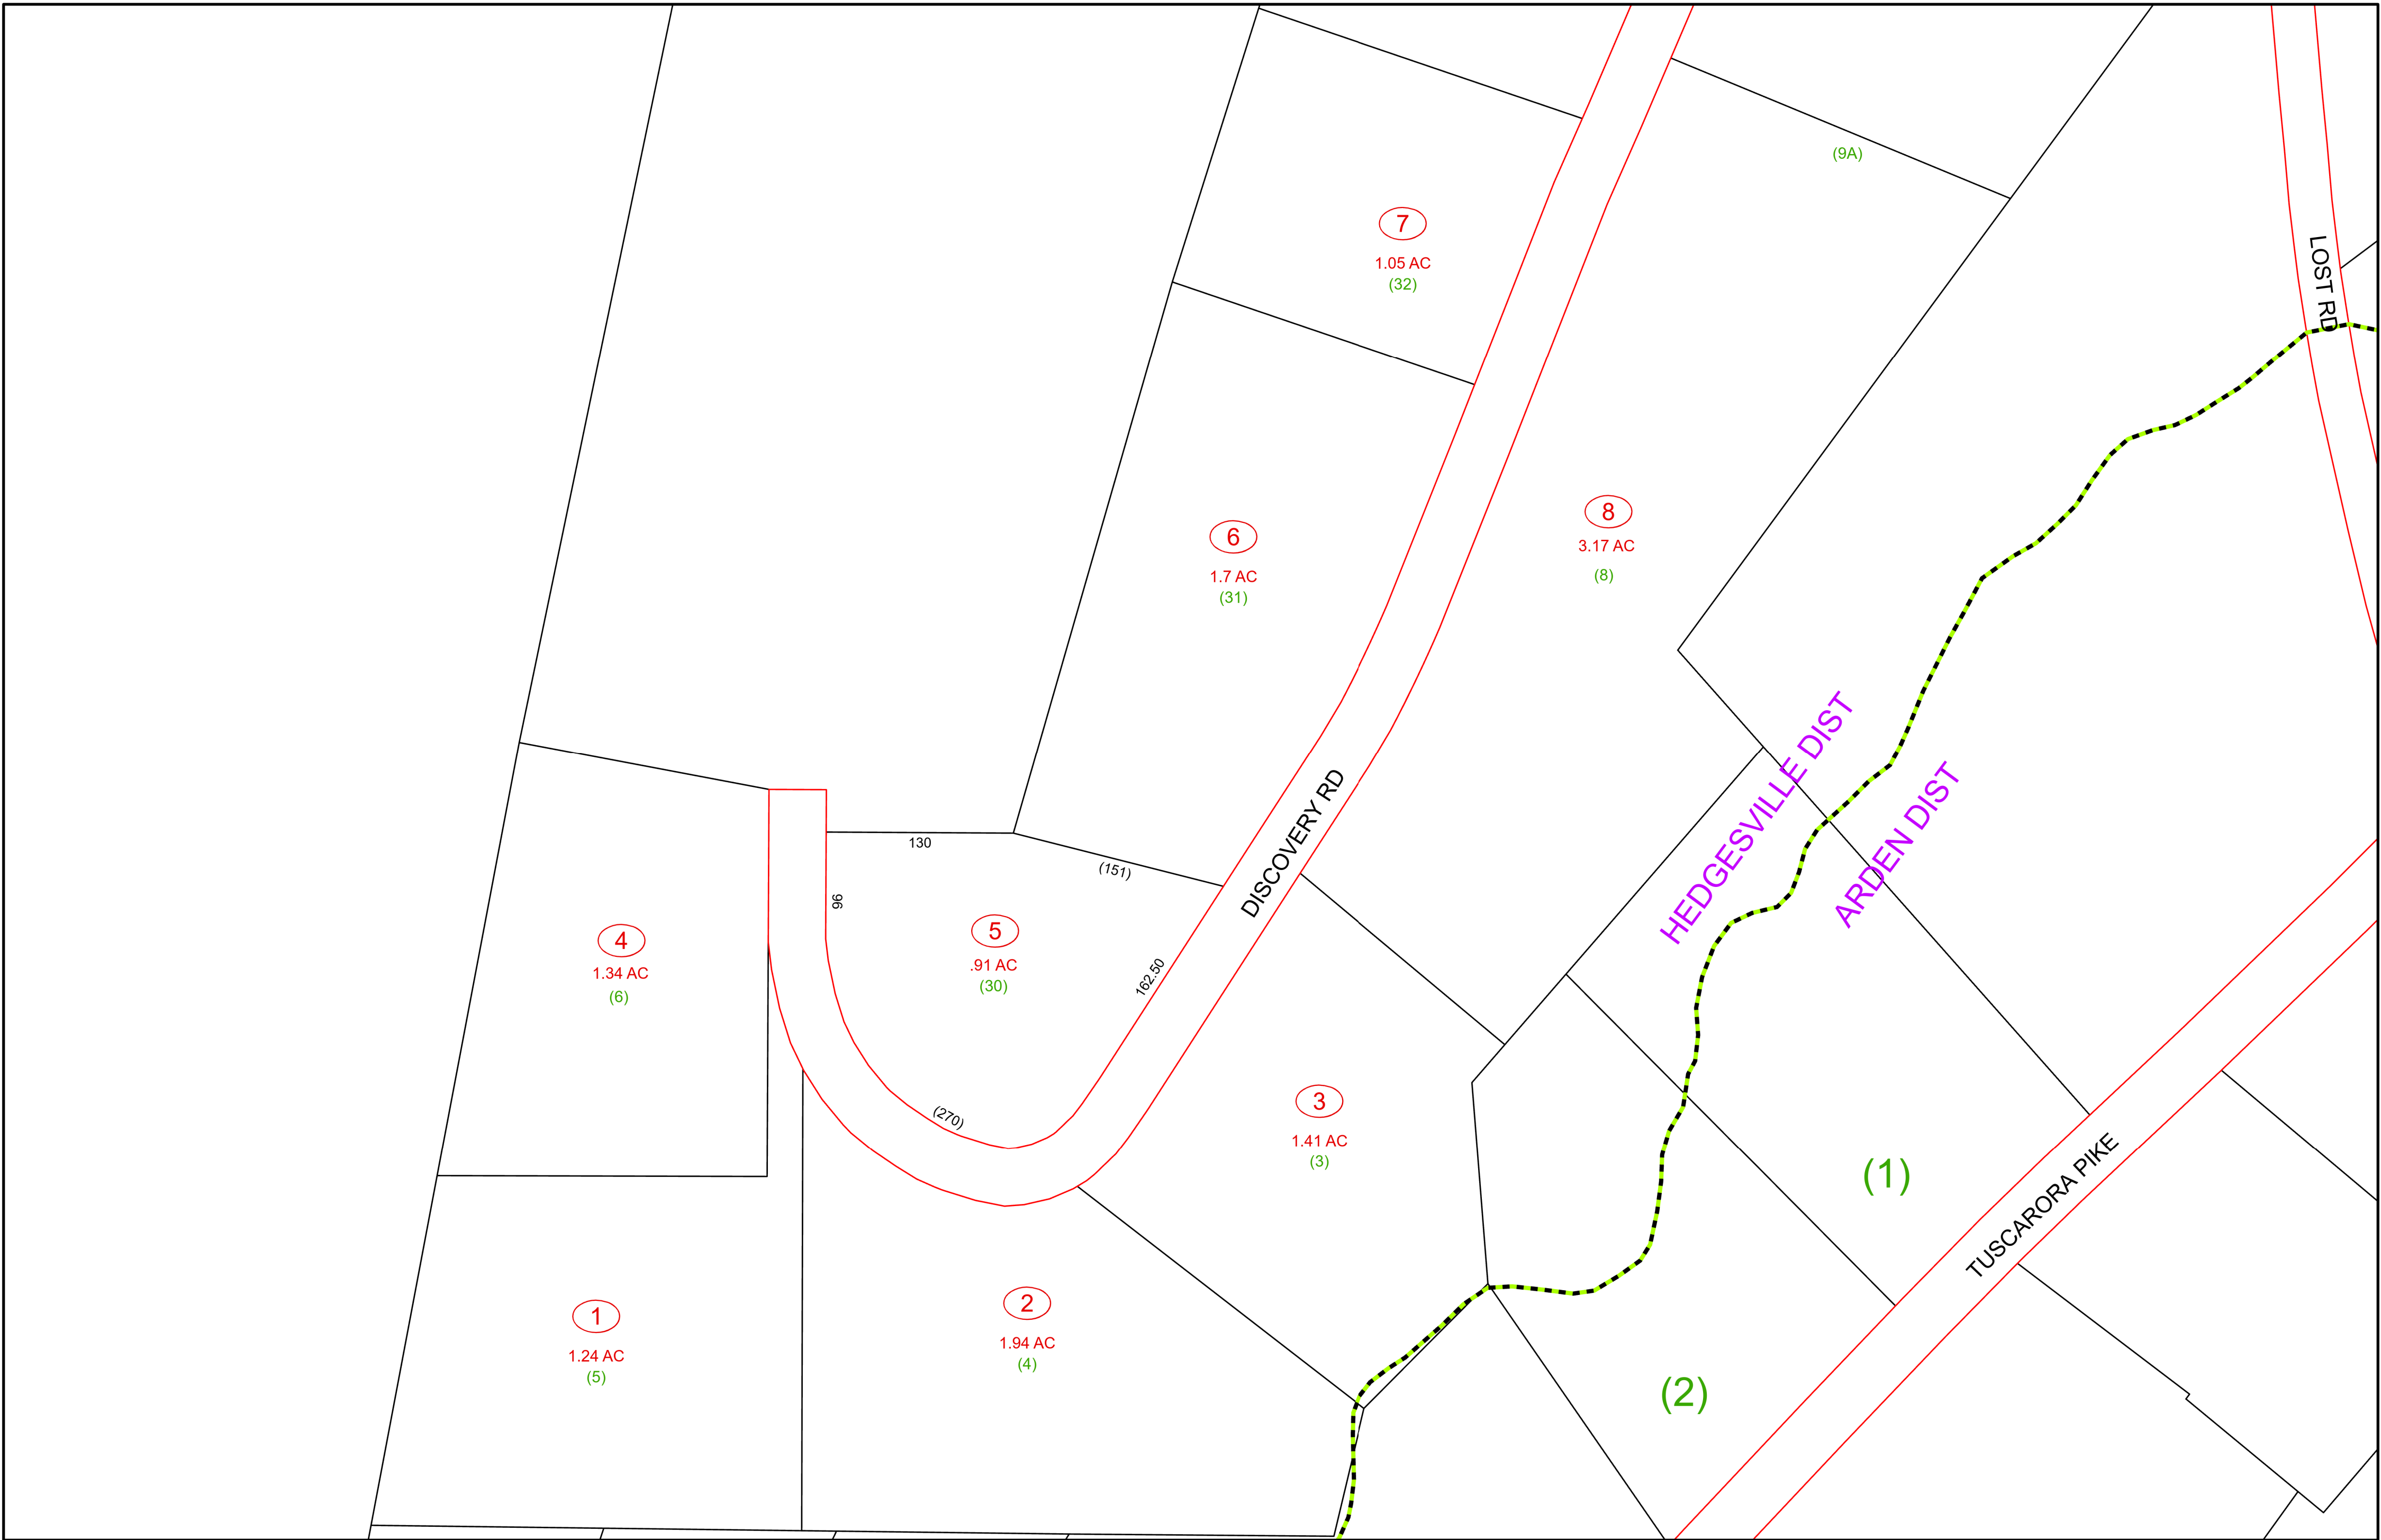 (9A)
7
1.05 AC
(32)
LOST RD
8
3.17 AC
(8)
6
1.7 AC
(31)
HEDGESVILLE DIST
ARDEN DIST
DISCOVERY RD
130
(151)
96
5
.91 AC
(30)
162.50
(270)
4
1.34 AC
(6)
3
1.41 AC
(3)
(1)
TUSCARORA PIKE
1
1.24 AC
(5)
2
1.94 AC
(4)
(2)